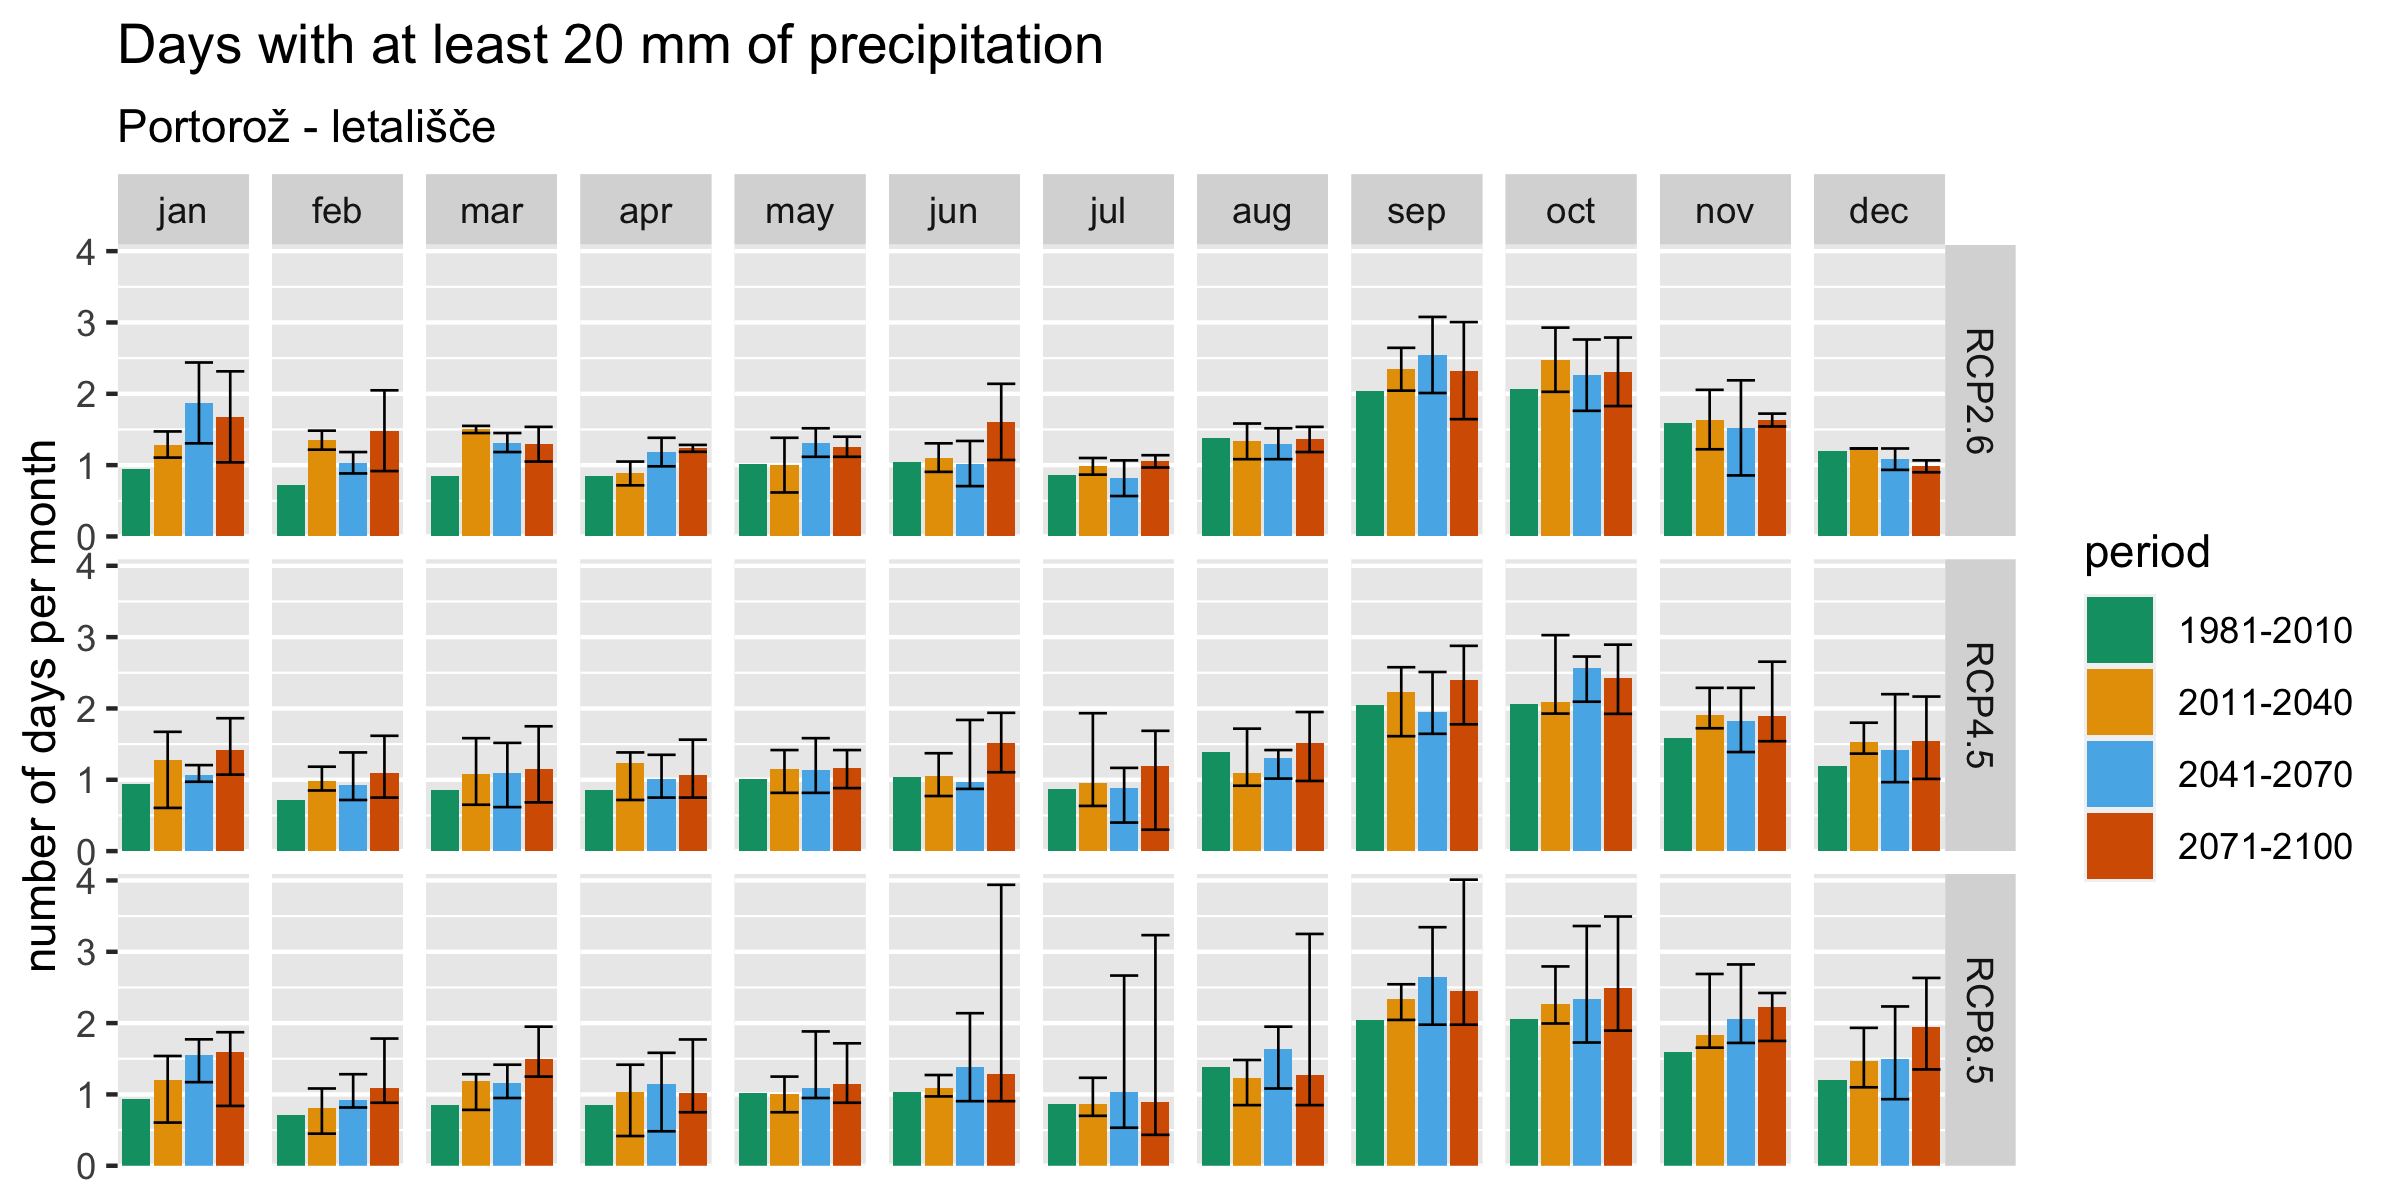 Days with at least 20 mm of precipitation
Portorož - letališče
jan feb mar apr may jun jul aug sep oct nov dec
number of days per month
4
3
2
1
0
RCP2.6
4
3
2
1
0
RCP4.5
4
3
2
1
0
RCP8.5
period
1981-2010
2011-2040
2041-2070
2071-2100